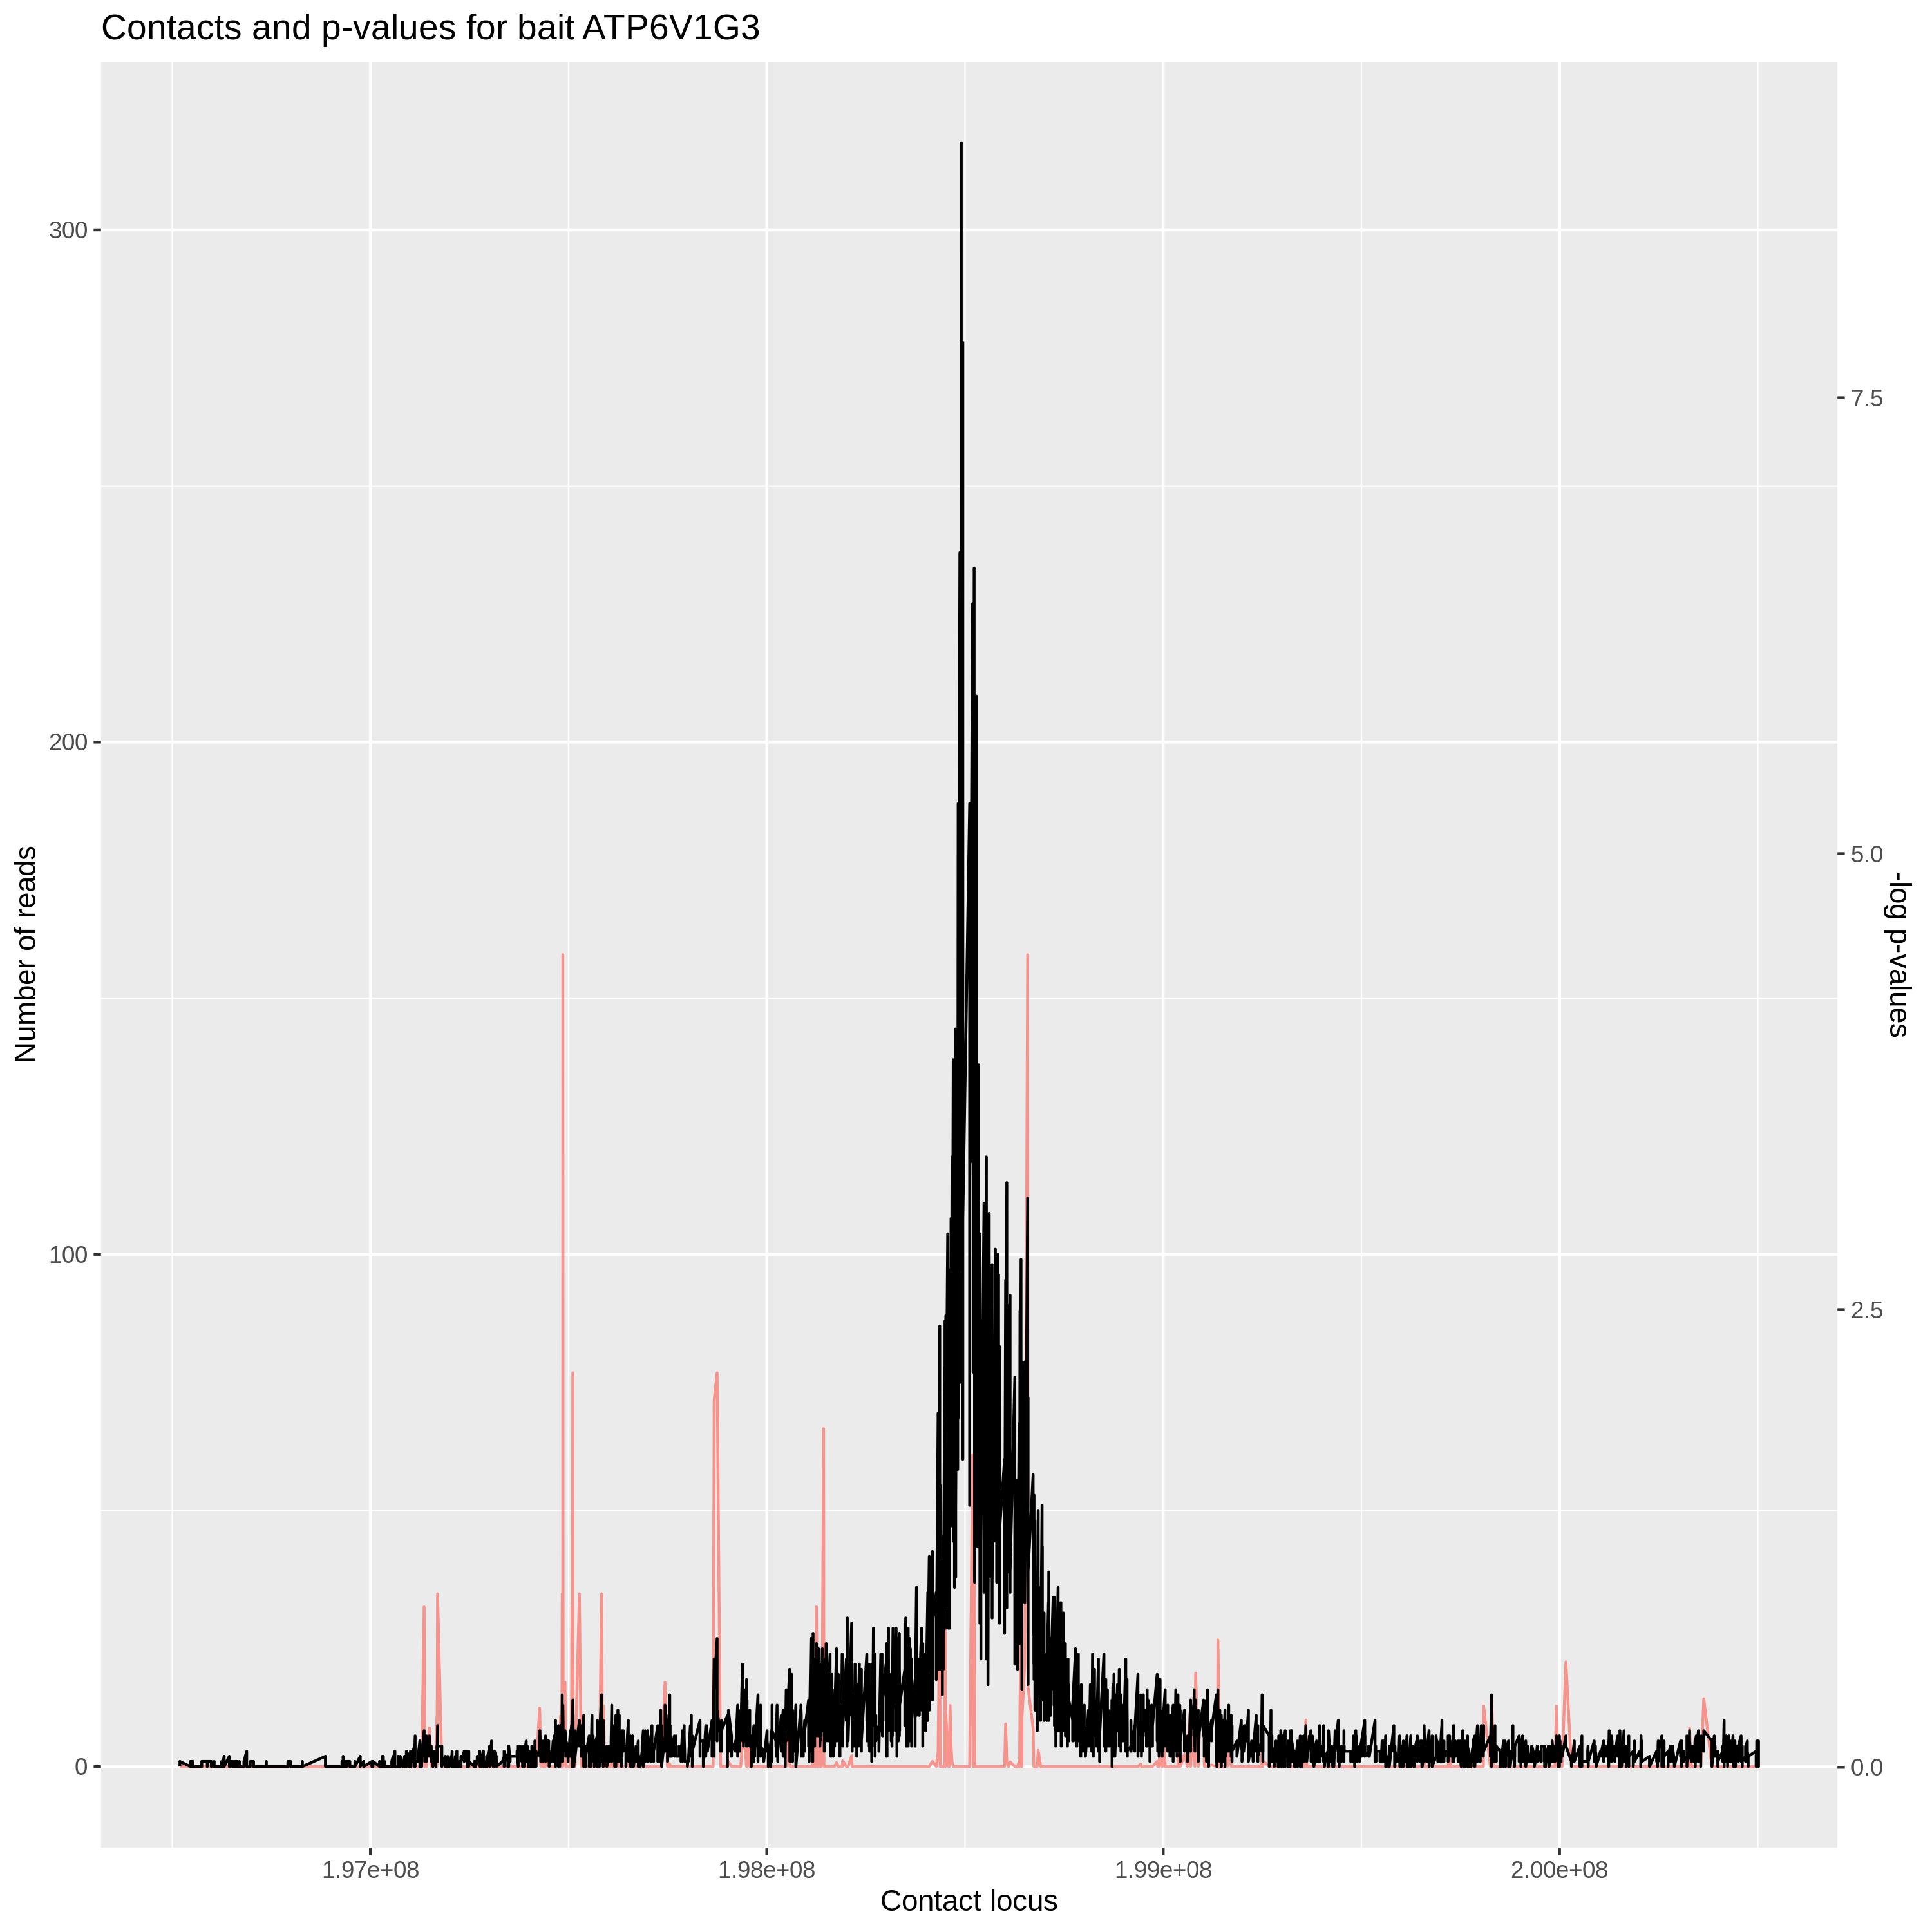 Contacts and p-values for bait ATP6V1G3
300
200
100
0
Number of reads
7.5
5.0
2.5
0.0
-log p-values
1.97e+08
1.98e+08
1.99e+08
2.00e+08
Contact locus